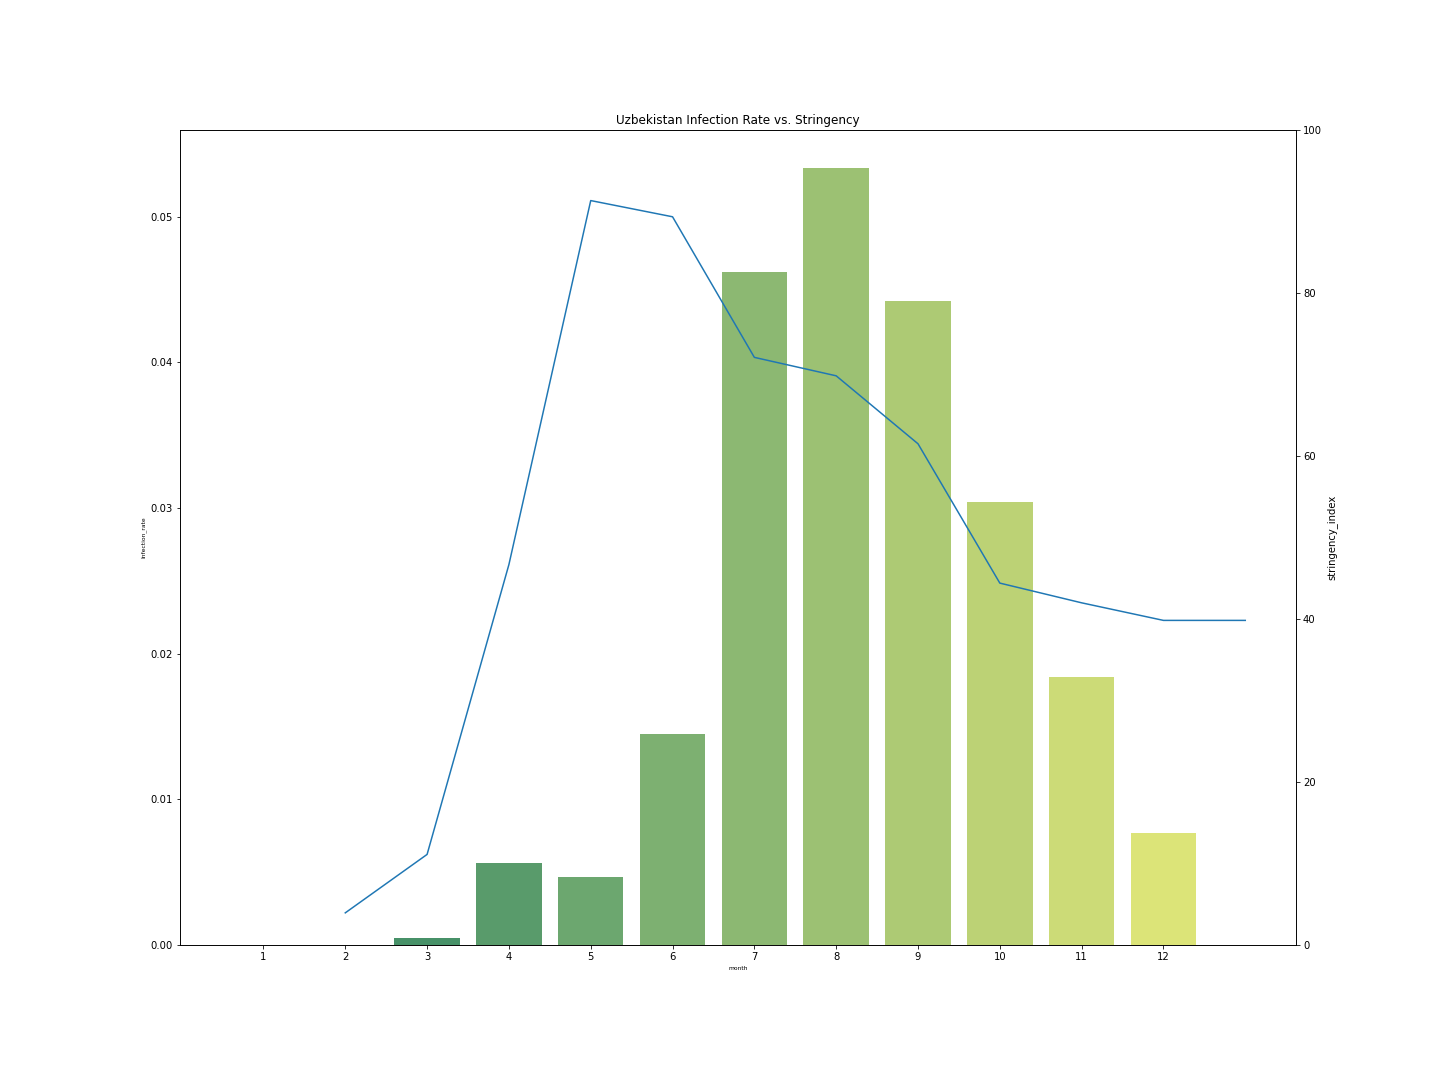 Uzbekistan Infection Rate vs. Stringency
100
0.05
80
0.04
60
0.03
Infection_rate
stringency_index
40
0.02
20
0.01
0.00
0
1 2 3 4 5 6 7 8 9 10 11 12
month